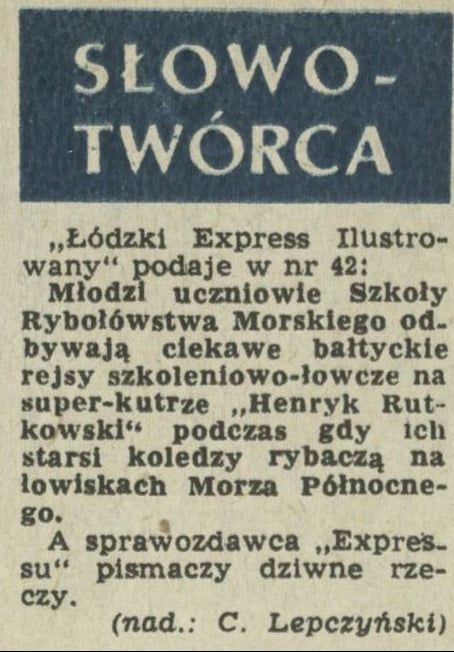 SŁOWO-
TWÓRCA
„Łódzki Express Ilustro-
wany“ podaje w nr 42:
Młodzi uczniowie Szkoły
Rybołówstwa Morskiego od-
bywają ciekawe bałtyckie
rejsy szkoleniowo-łowcze na
super-kutrze „Henryk Rut-
kowski“ podczas gdy ich
starsi koledzy rybaczą na
łowiskach Morza Północne-
go.
A sprawozdawca „Expres-
su“ pismaczy dziwne rze-
czy.
(nad.: C. Lepczyński)